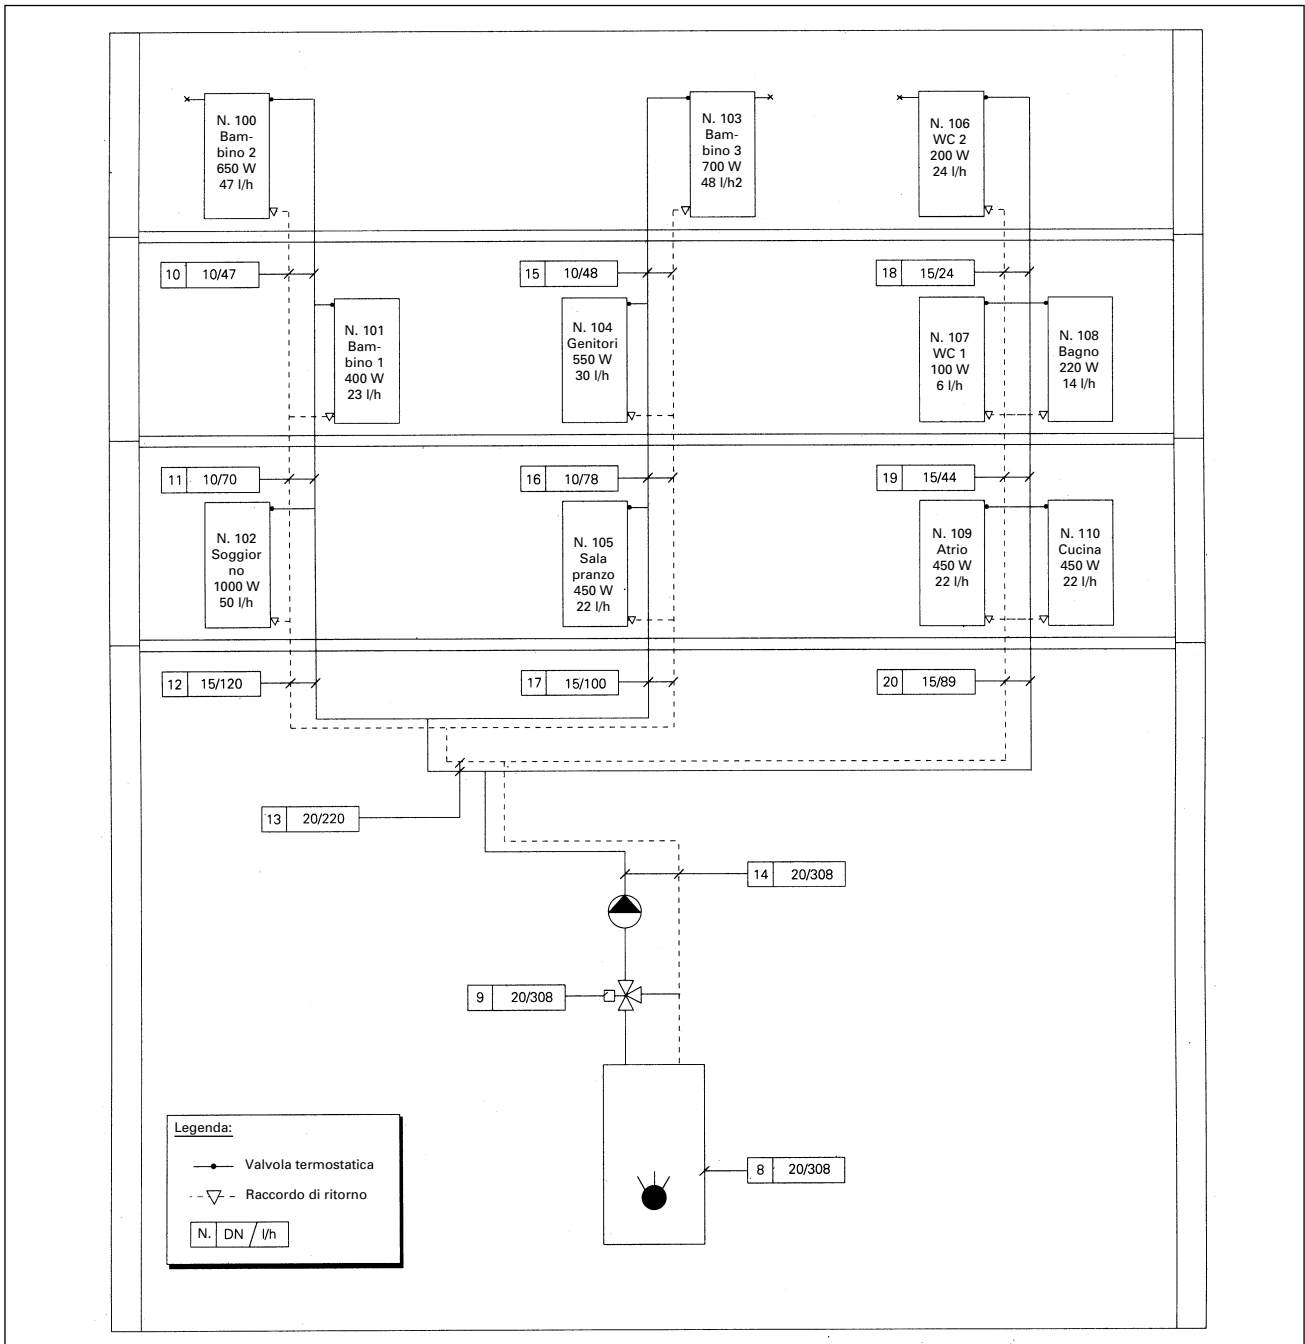 N. 100
Bam-
bino 2
650 W
47 l/h
N. 103
Bam-
bino 3
700 W
48 l/h2
N. 106
WC 2
200 W
24 l/h
10 10/47
15 10/48
18 15/24
N. 101
Bam-
bino 1
400 W
23 l/h
N. 104
Genitori
550 W
30 l/h
N. 107
WC 1
100 W
6 l/h
N. 108
Bagno
220 W
14 l/h
11 10/70
16 10/78
19 15/44
N. 102
Soggior
no
1000 W
50 l/h
N. 105
Sala
pranzo
450 W
22 l/h
N. 109
Atrio
450 W
22 l/h
N. 110
Cucina
450 W
22 l/h
12 15/120
17 15/100
20 15/89
13 20/220
14 20/308
9 20/308
8 20/308
Legenda:
Valvola termostatica
Raccordo di ritorno
N. DN / l/h